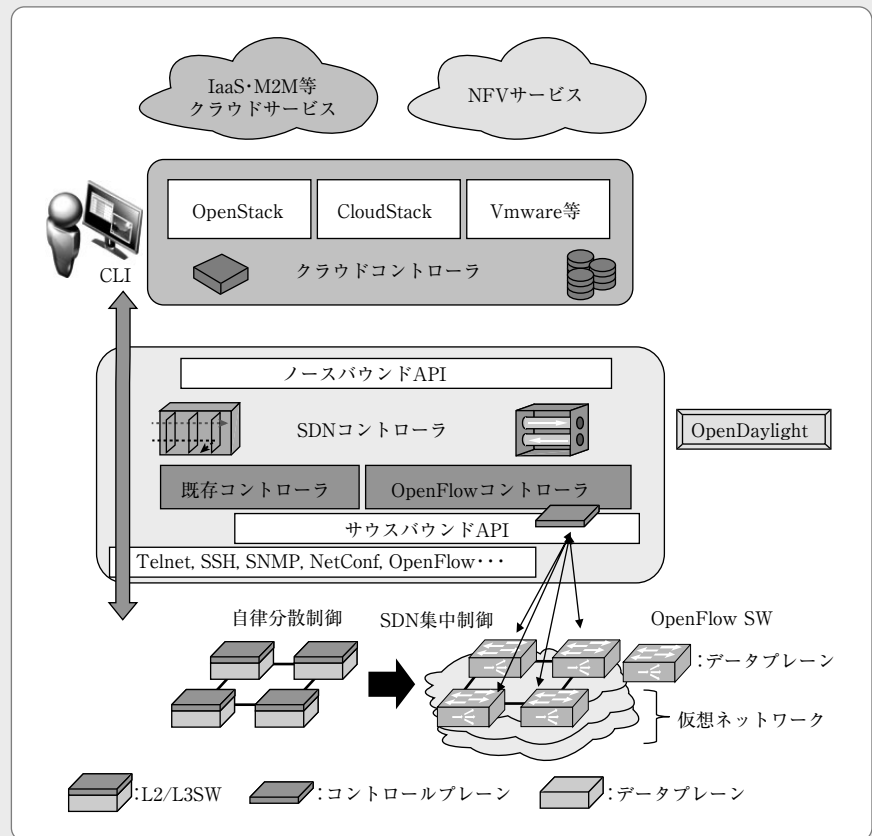 IaaS･M2M等
クラウドサービス
NFVサービス
OpenStack
CloudStack
Vmware等
クラウドコントローラ
CLI
ノースバウンドAPI
SDNコントローラ
OpenDaylight
既存コントローラ
OpenFlowコントローラ
サウスバウンドAPI
Telnet, SSH, SNMP, NetConf, OpenFlow･･･
自律分散制御
SDN集中制御
OpenFlow SW
:データプレーン
仮想ネットワーク
:L2/L3SW
:コントロールプレーン
:データプレーン